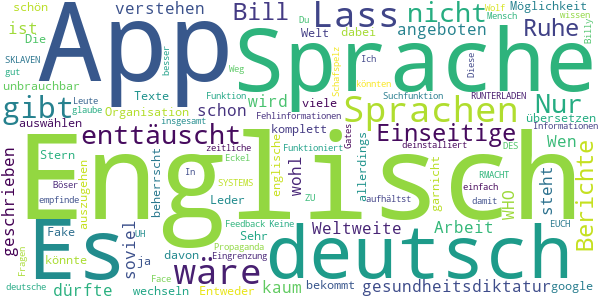 schön verstehen Bill Lass nicht angeboten Möglichkeit
ist Die App Sprache Du Welt dabei Mensch wissen Wolf Billy
SKLAVEN gut Ich Schafspelz Diese Ruhe
unbrauchbar Leute glaube besser Weg Texte Funktion wird viele könnten Suchfunktion RUNTERLADEN
gibt Organisation schon Sprachen Nur übersetzen
auswählen insgesamt Fehlinformationen Informationen
enttäuscht komplett Gates Einseitige Wen
geschrieben Stern zeitliche Funktioniert deinstalliert DES
Englisch
Böser auszugehen beherrscht Eckel englische wohl allerdings garnicht RMACHT einfach WHO steht Berichte
empfinde In SYSTEMS ZU Leder aufhältst damit
Es soviel deutsch
Fake UH Feedback Keine Weltweite Arbeit EUCH
könnte ja Sehr
Fragen wäre davon Propaganda Eingrenzung kaum gesundheitsdiktatur
deutsche dürfte wechseln Face Entweder bekommt google